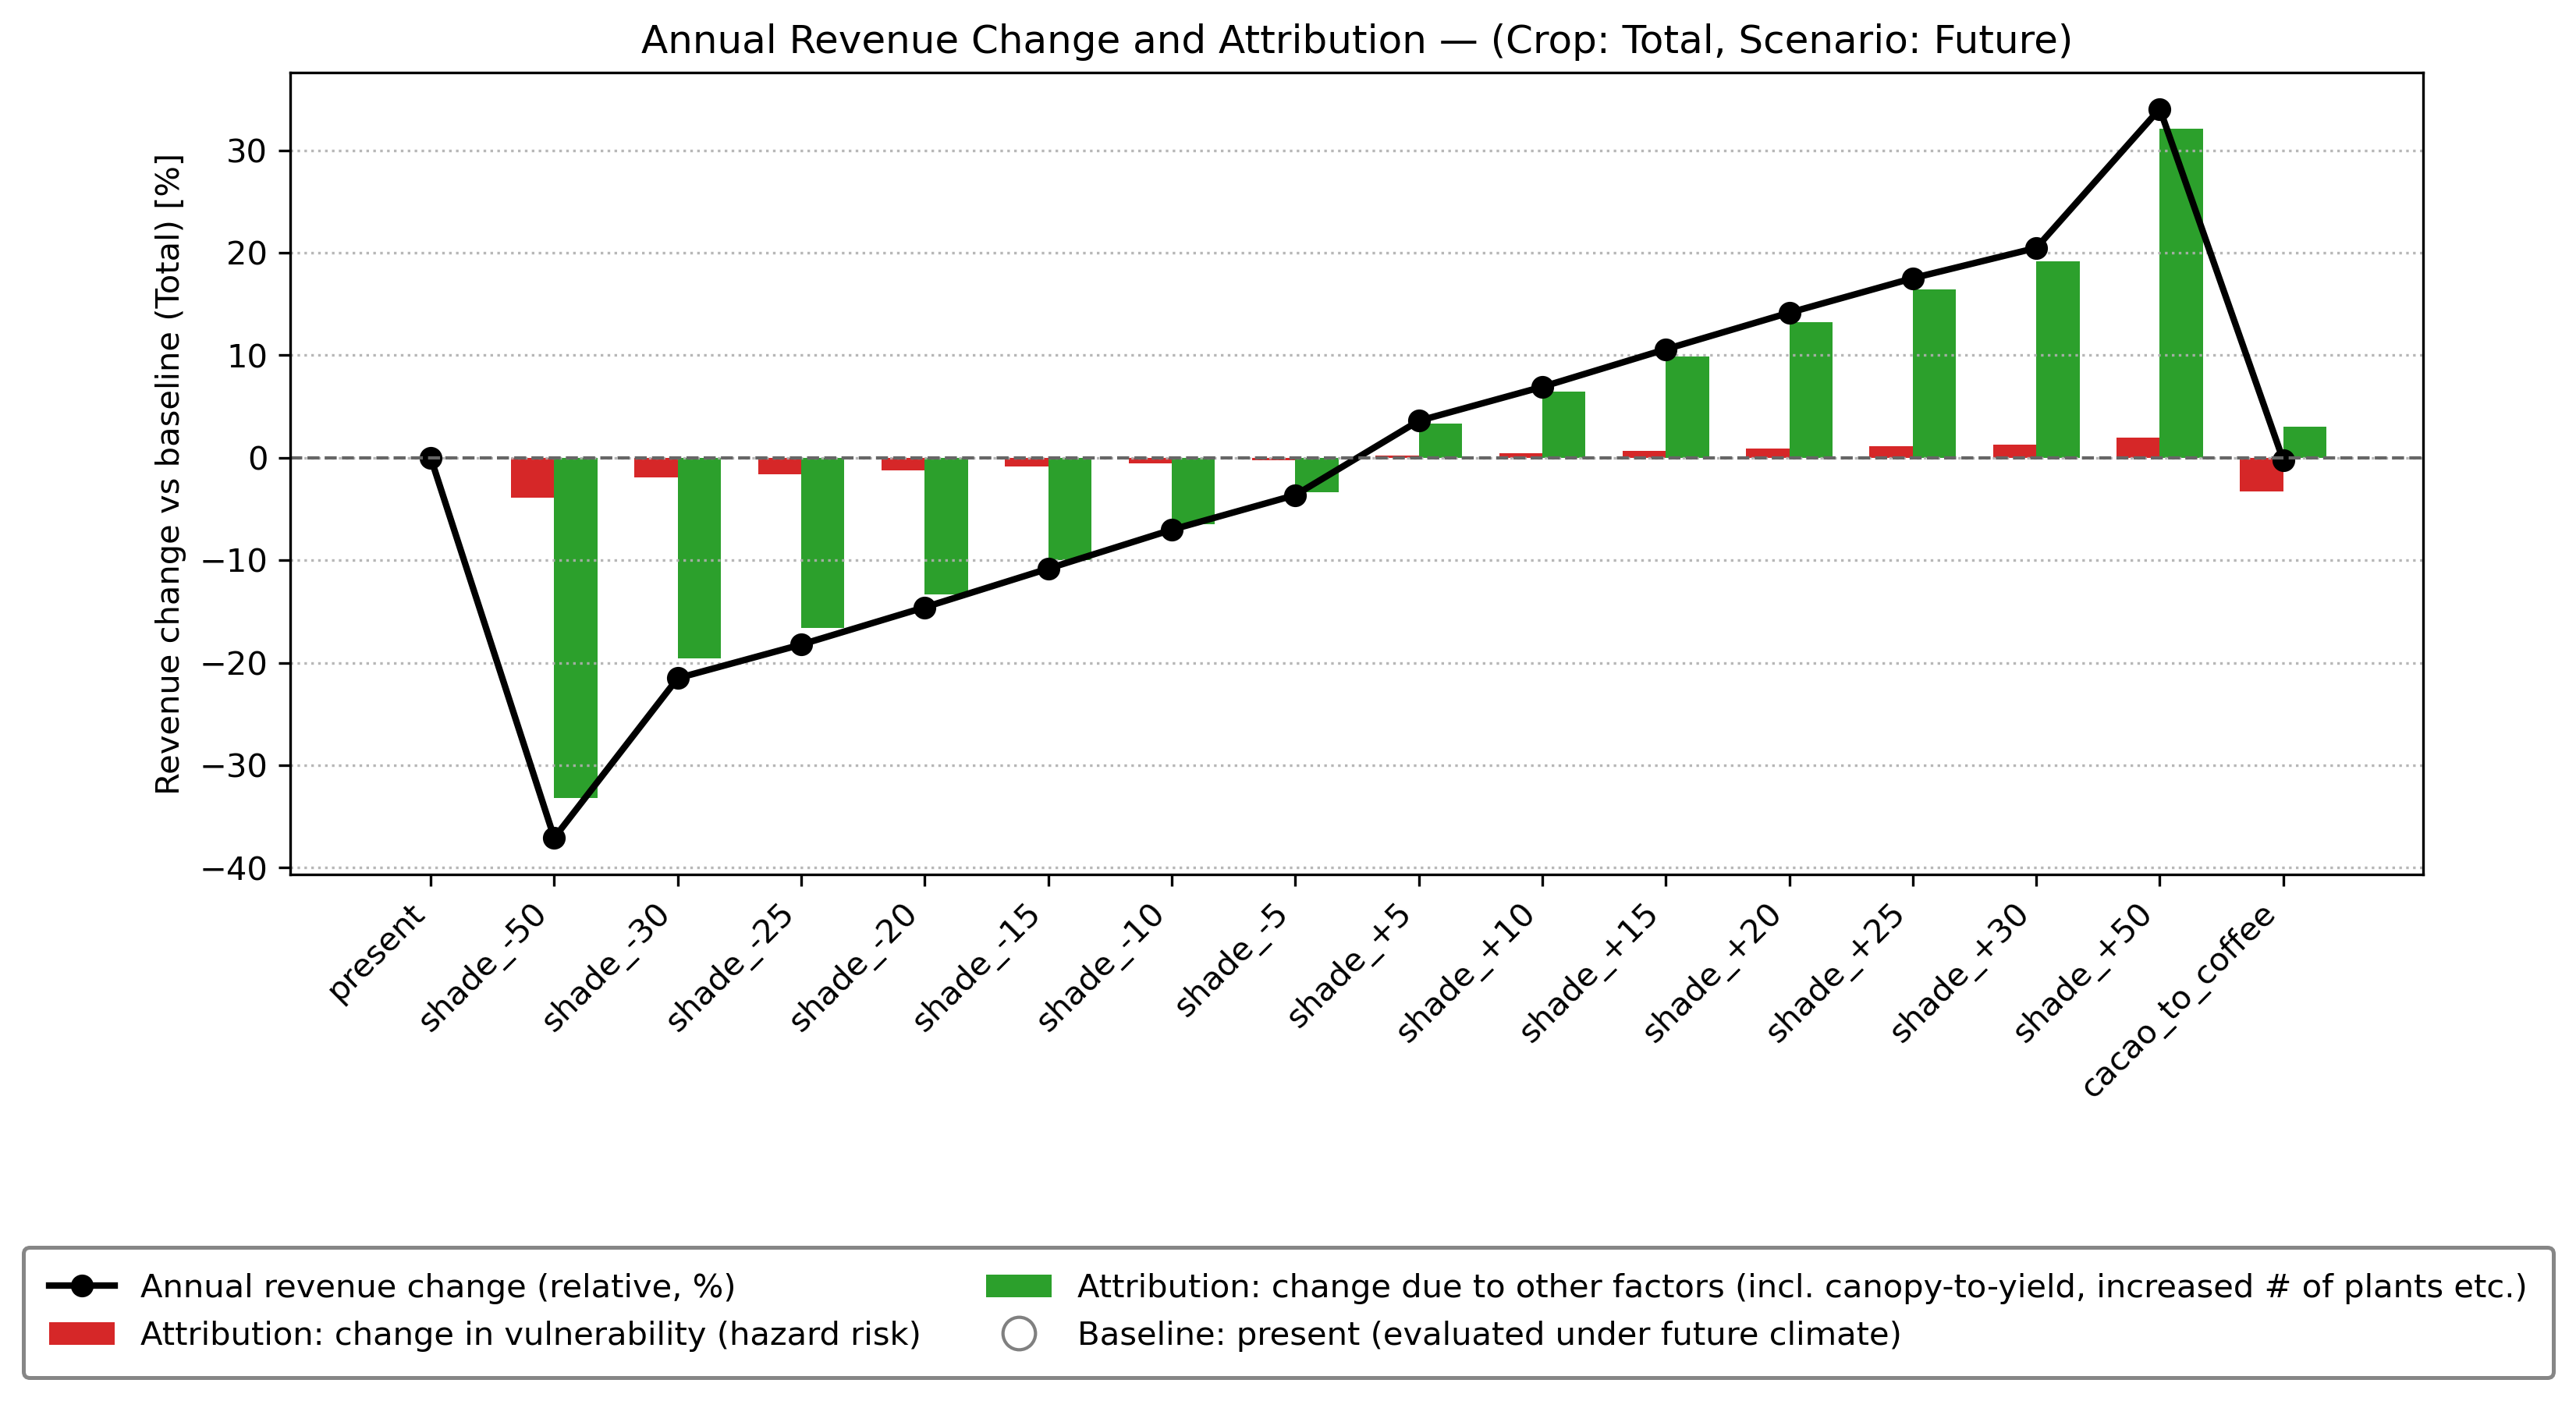 Annual Revenue Change and Attribution — (Crop: Total, Scenario: Future)
Revenue change vs baseline (Total) [%]
30
20
10
0
−10
−20
−30
−40
present
shade_-50
shade_-30
shade_-25
shade_-20
shade_-15
shade_-10
shade_-5
shade_+5
shade_+10
shade_+15
shade_+20
shade_+25
shade_+30
shade_+50
cacao_to_coffee
Annual revenue change (relative, %)
Attribution: change in vulnerability (hazard risk)
Attribution: change due to other factors (incl. canopy-to-yield, increased # of plants etc.)
Baseline: present (evaluated under future climate)